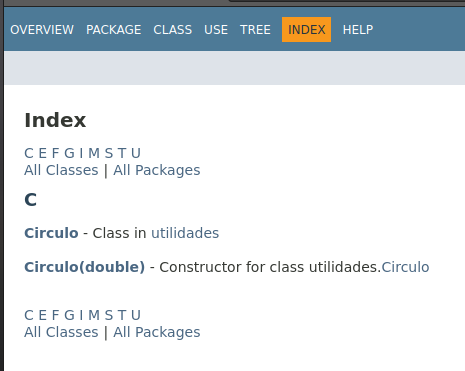 OVERVIEW PACKAGE CLASS USE TREE INDEX HELP
Index
C E F G I M S T U
All Classes | All Packages
C
Circulo - Class in utilidades
Circulo(double) - Constructor for class utilidades.Circulo
C E F G I M S T U
All Classes | All Packages